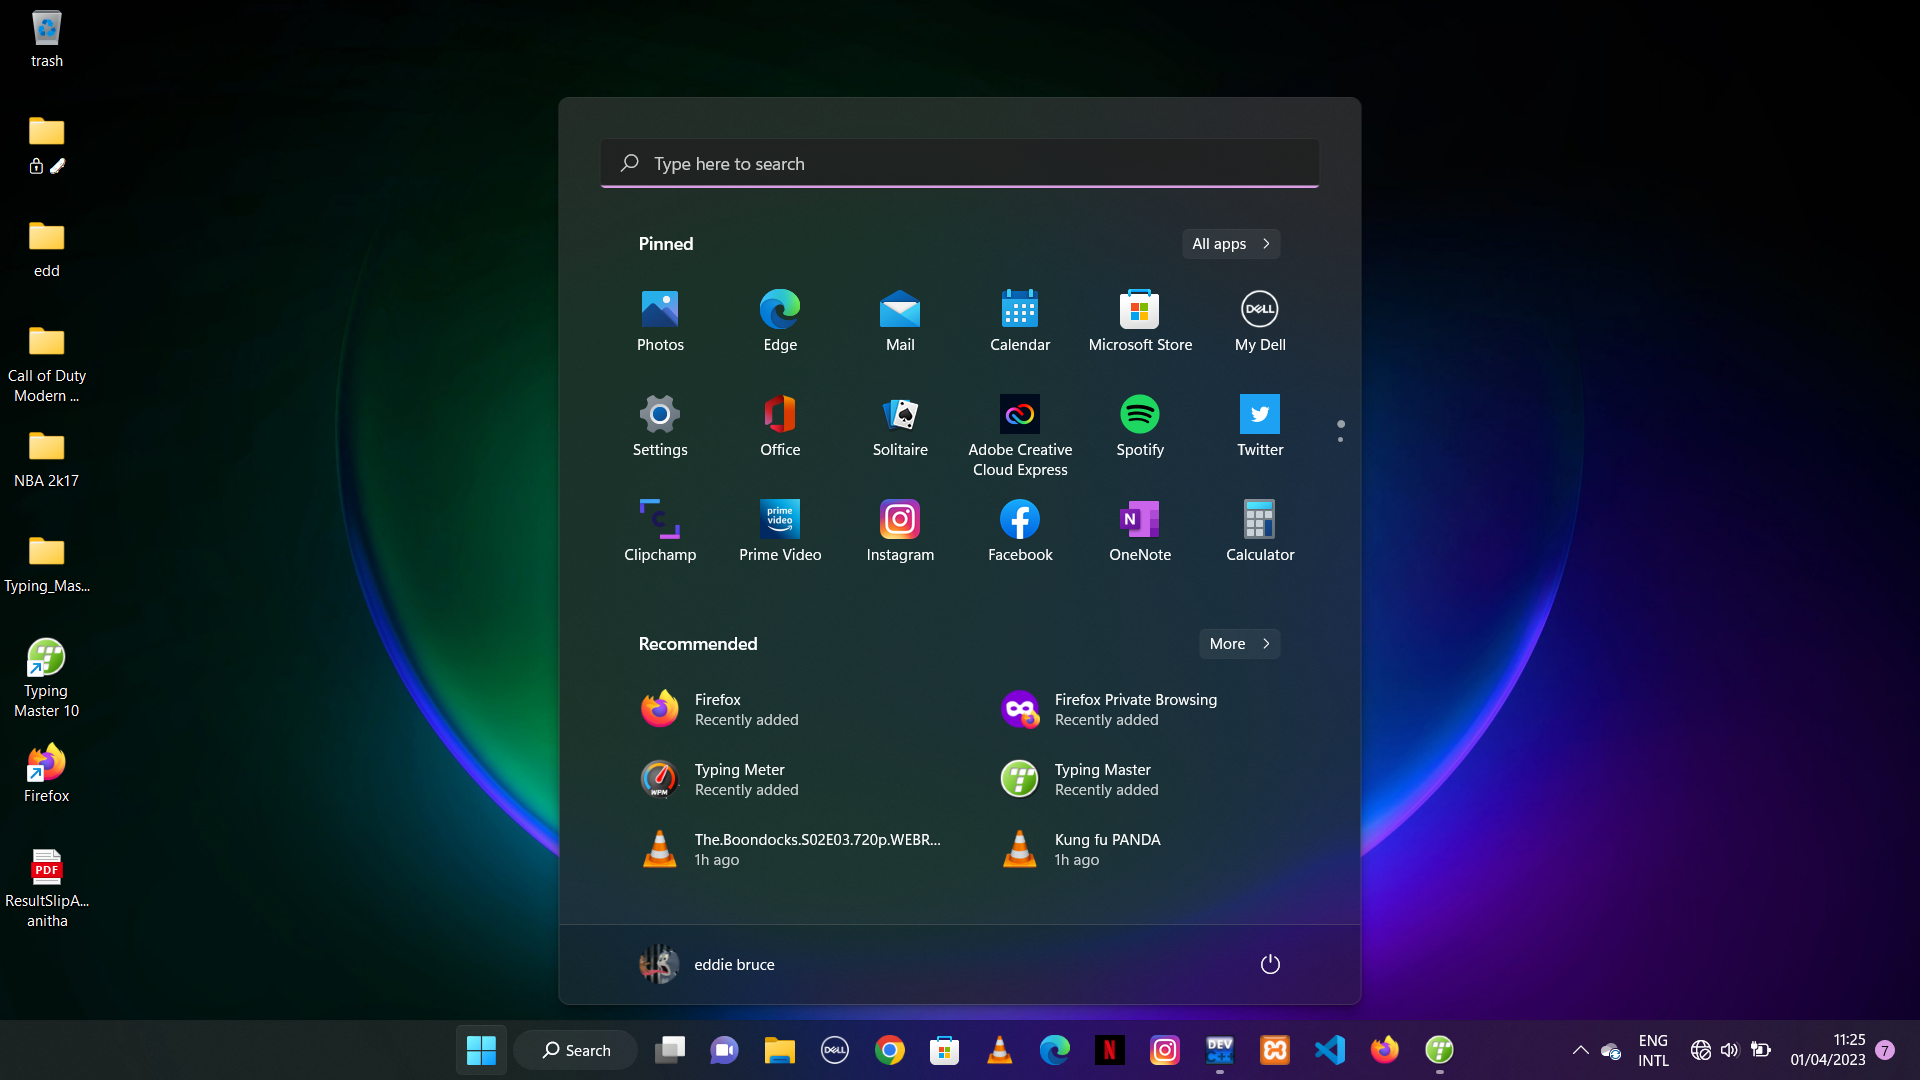 trash
edd
Call of Duty
Modern ...
NBA 2k17
Typing_Mas...
Typing
Master 10
Firefox
PDF
ResultSlipA...
anitha
Type here to search
Pinned
All apps
Photos
Edge
Mail
Calendar
DELL
Microsoft Store
My Dell
Settings
Office
Solitaire
Adobe Creative
Cloud Express
Spotify
Twitter
prime
video
N
Clipchamp
Prime Video
Instagram
Facebook
OneNote
Calculator
Recommended
More
Firefox
Recently added
Firefox Private Browsing
Recently added
WPM
Typing Meter
Recently added
Typing Master
Recently added
The.Boondocks.S02E03.720p.WEBR...
1h ago
Kung fu PANDA
1h ago
eddie bruce
Search
DELL
N
DEV
C++
ENG
INTL
11:25
01/04/2023
7